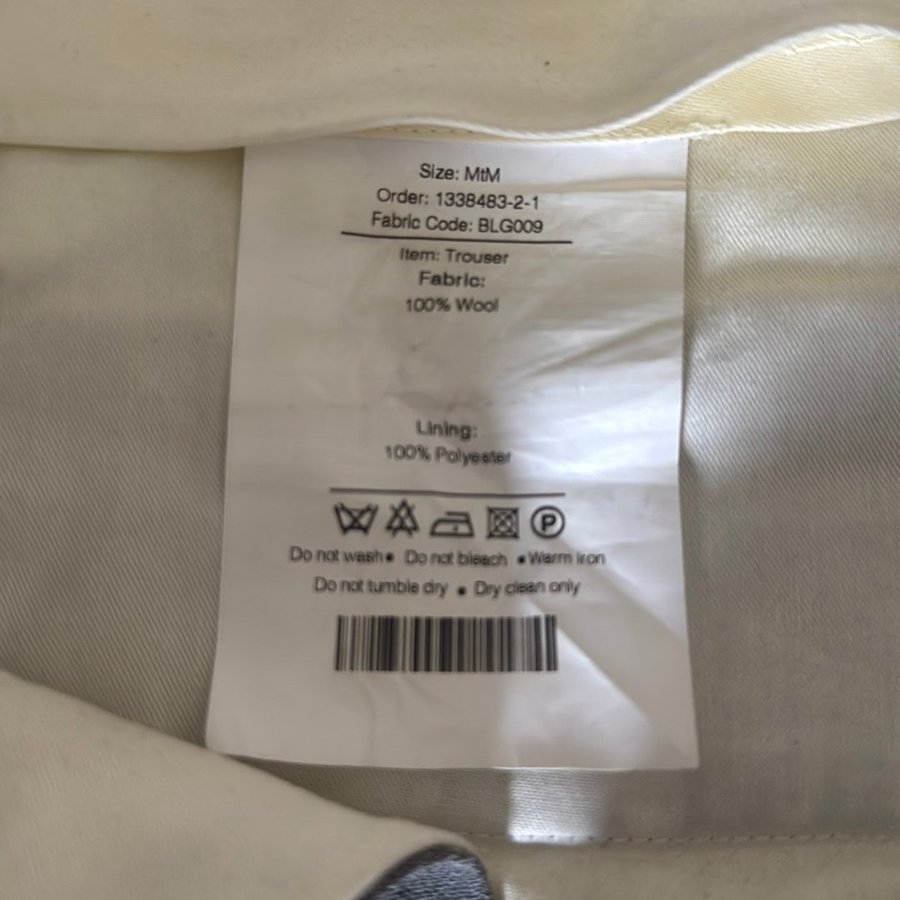 Size: MtM
Order: 1338483-2-1
Fabric Code: BLG009
Item: Trouser
Fabric:
100% Wool
Lining:
100% Polyester
P
Do not wash • Do not bleach • Warm iron
Do not tumble dry • Dry clean only